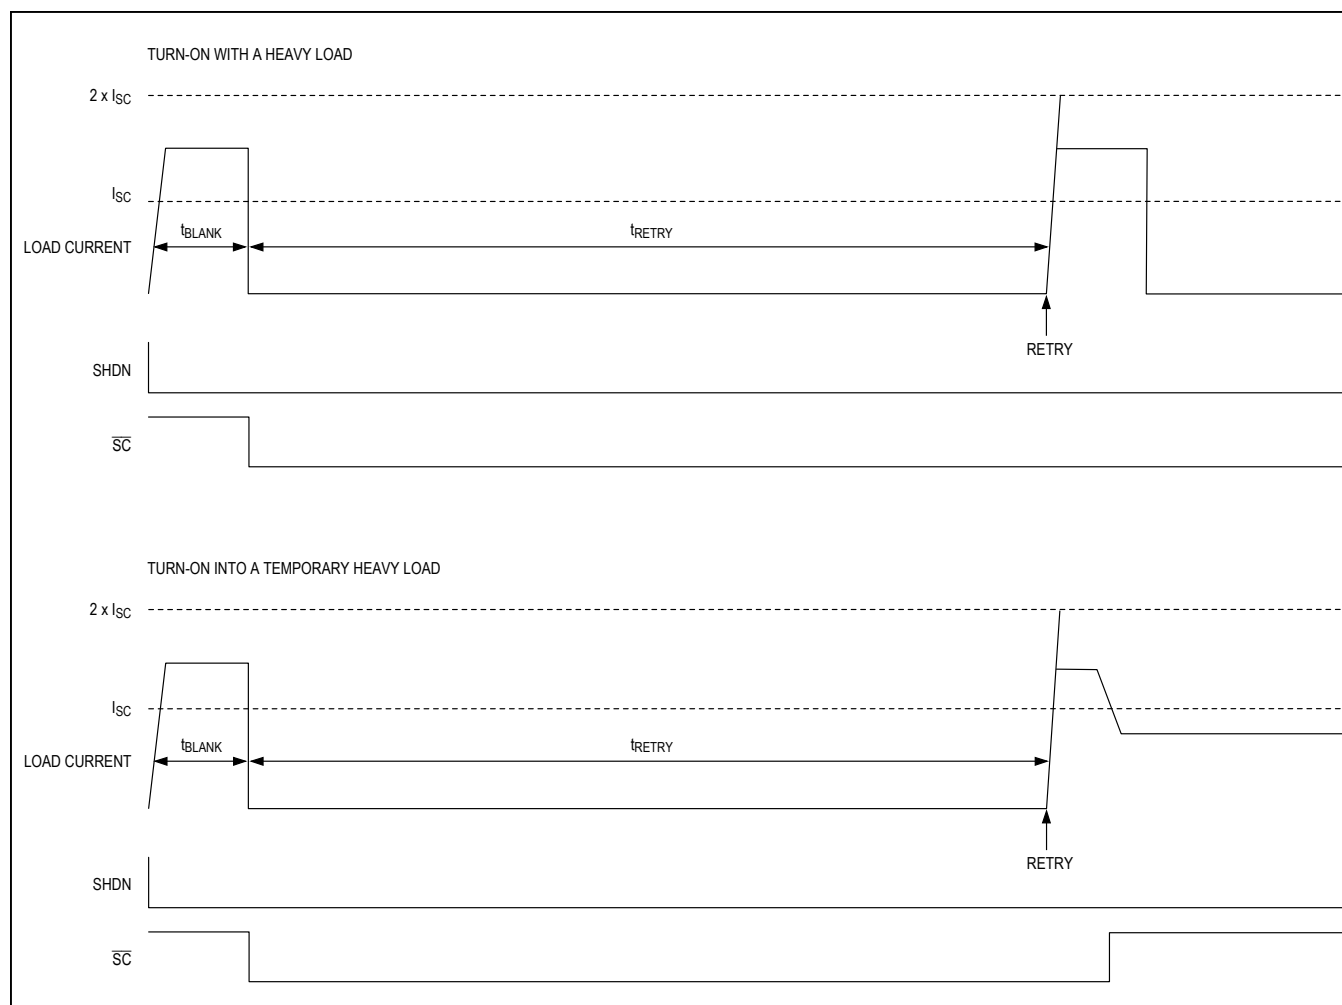 TURN-ON WITH A HEAVY LOAD
2 x ISC
ISC
tBLANK
tRETRY
LOAD CURRENT
RETRY
SHDN
SC
TURN-ON INTO A TEMPORARY HEAVY LOAD
2 x ISC
ISC
tBLANK
tRETRY
LOAD CURRENT
RETRY
SHDN
SC